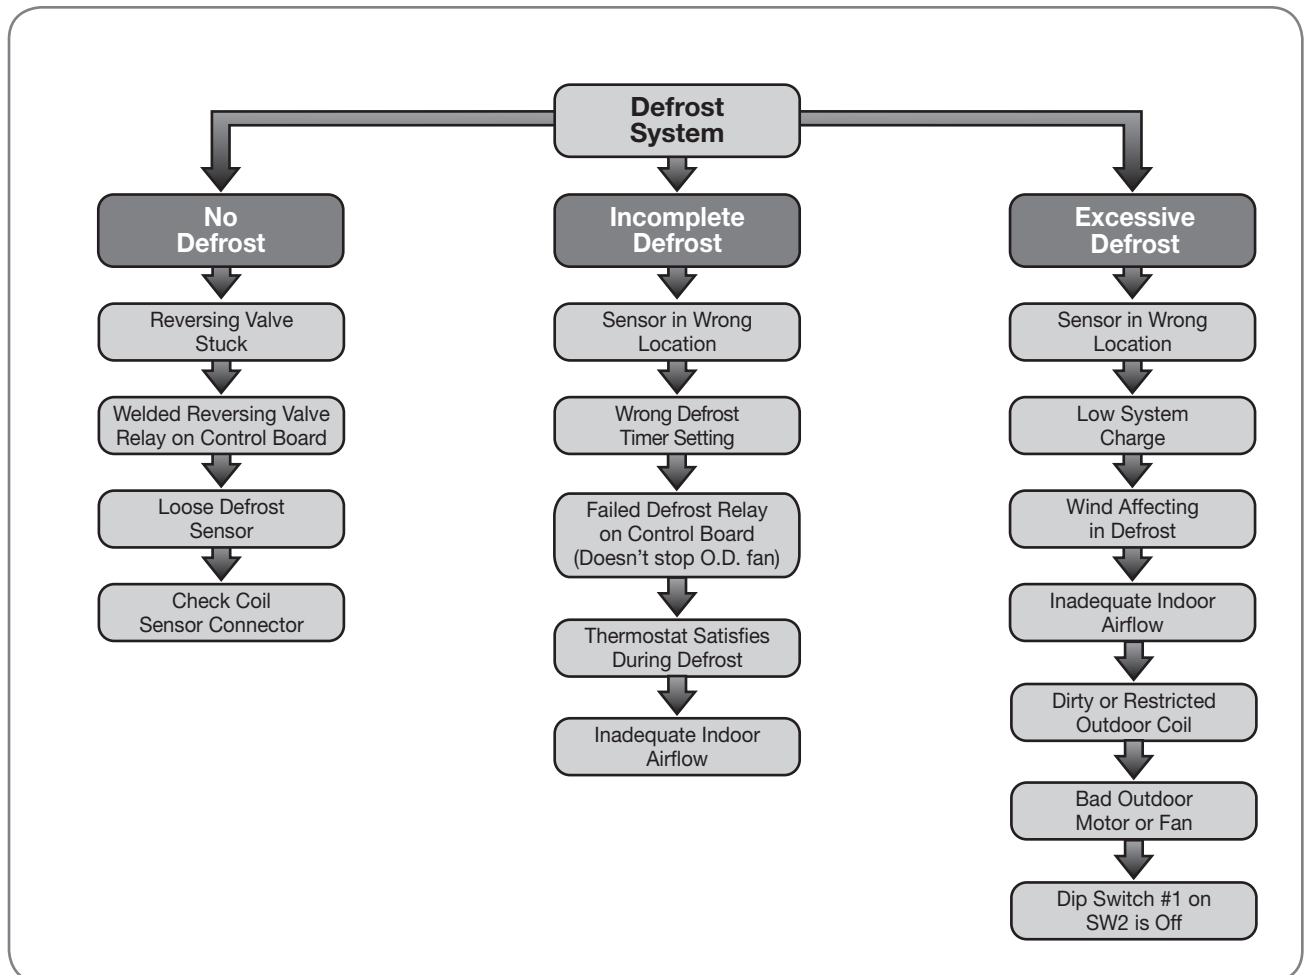 Defrost
System
No
Defrost
Reversing Valve
Stuck
Welded Reversing Valve
Relay on Control Board
Loose Defrost
Sensor
Check Coil
Sensor Connector
Incomplete
Defrost
Sensor in Wrong
Location
Wrong Defrost
Timer Setting
Failed Defrost Relay
on Control Board
(Doesn't stop O.D. fan)
Thermostat Satisfies
During Defrost
Inadequate Indoor
Airflow
Excessive
Defrost
Sensor in Wrong
Location
Low System
Charge
Wind Affecting
in Defrost
Inadequate Indoor
Airflow
Dirty or Restricted
Outdoor Coil
Bad Outdoor
Motor or Fan
Dip Switch #1 on
SW2 is Off